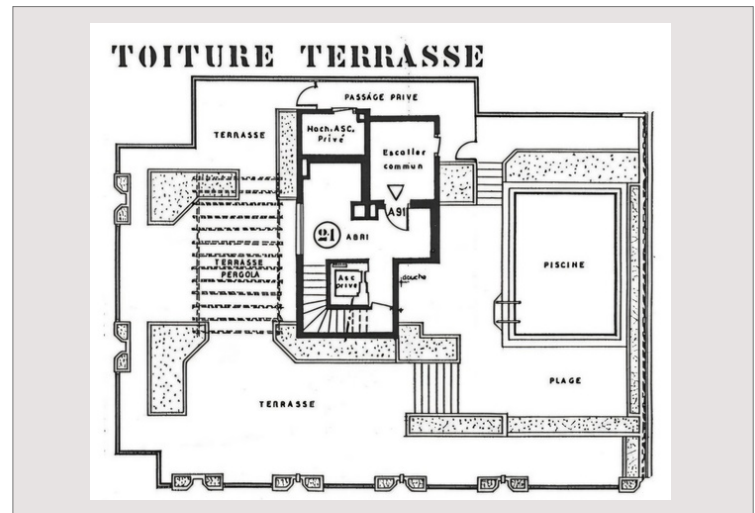 TOITURE TERRASSE
PASSAGE PRIVE
TERRASSE
Mach.ASC.
Privé
Escalier
commun
A91
21 ABRI
TERRASSE
PERGOLA
Asc
privé
douche
PISCINE
PLAGE
TERRASSE